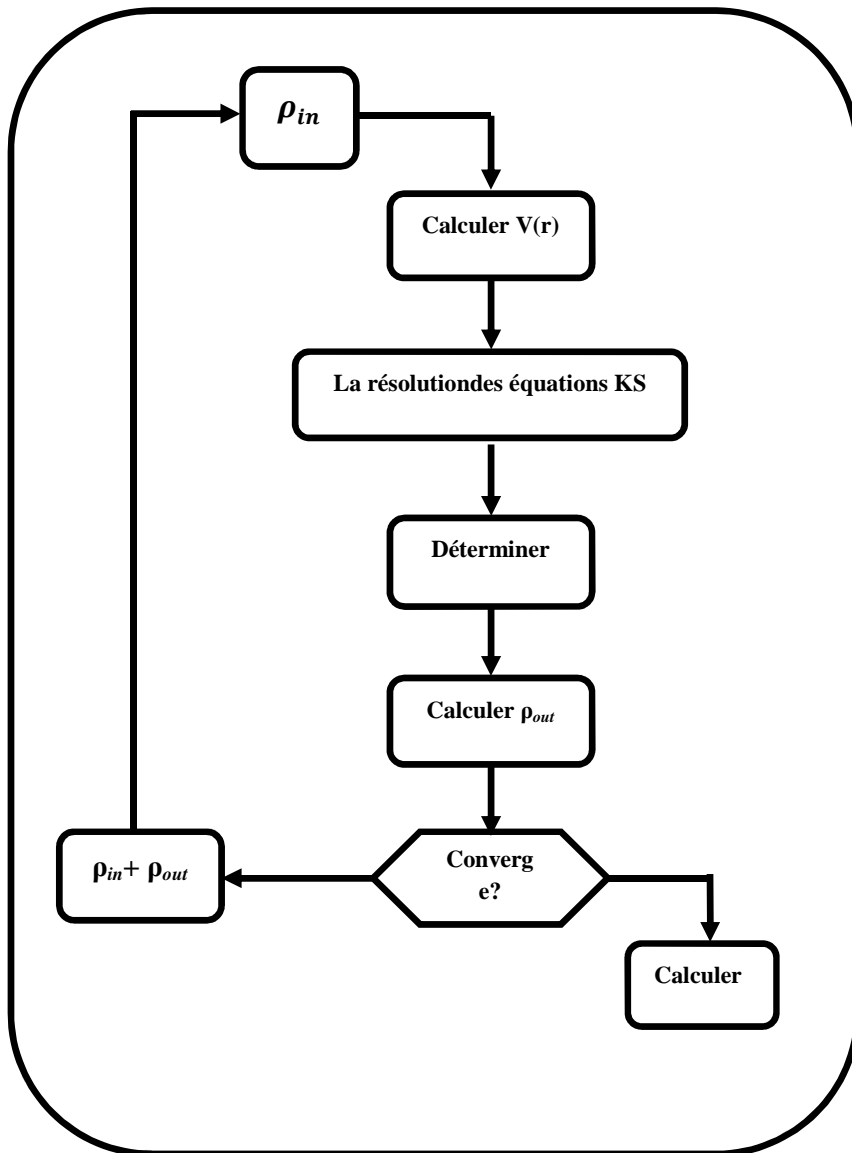 ρin
Calculer V(r)
La résolutiondes équations KS
Déterminer
Calculer ρout
Converg
e?
ρin+ ρout
Calculer